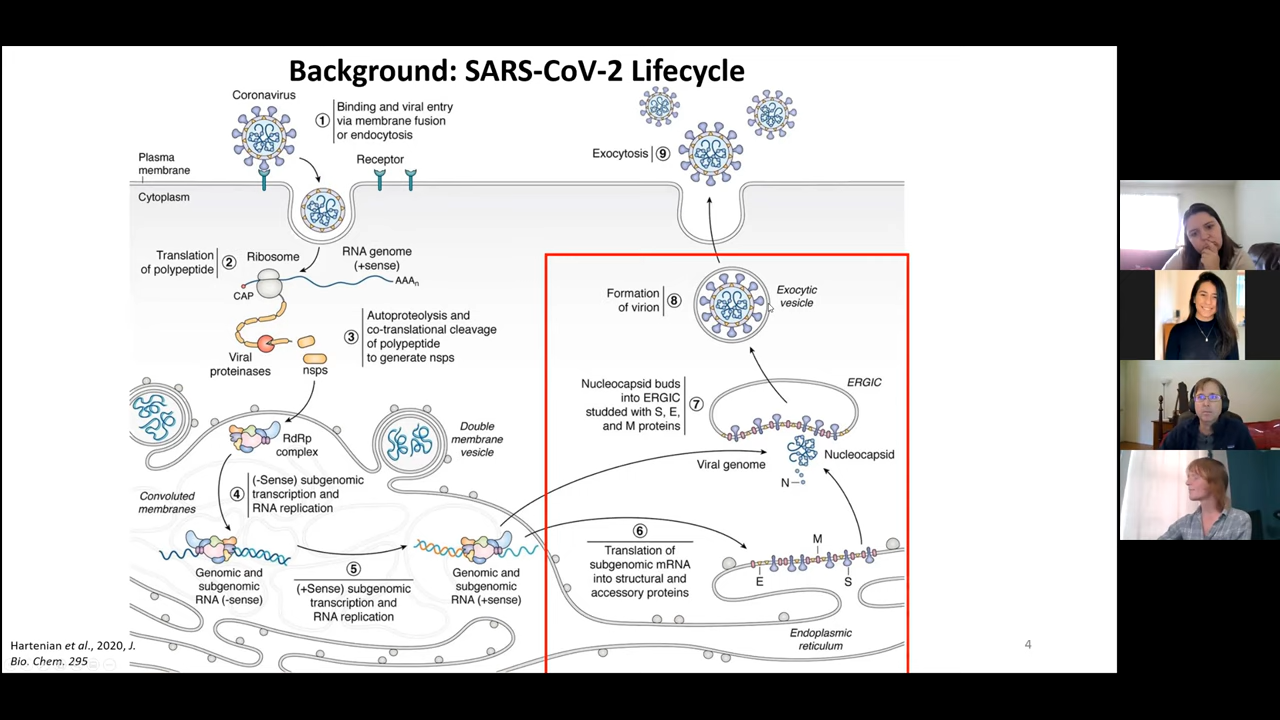 Background: SARS-CoV-2 Lifecycle
Coronavirus
1
Binding and viral entry
via membrane fusion
or endocytosis
Plasma
membrane
Receptor
Cytoplasm
Exocytosis
9
Translation
of polypeptide
2
Ribosome
RNA genome
(+sense)
CAP
AAAn
3
Autoproteolysis and
co-translational cleavage
of polypeptide
to generate nsps
Viral
proteinases
nsps
RdRp
complex
Double
membrane
vesicle
Convoluted
membranes
4
(-Sense) subgenomic
transcription and
RNA replication
Genomic and
subgenomic
RNA (-sense)
5
(+Sense) subgenomic
transcription and
RNA replication
Genomic and
subgenomic
RNA (+sense)
Formation
of virion
8
Exocytic
vesicle
Nucleocapsid buds
into ERGIC
studded with S, E,
and M proteins
7
ERGIC
Viral genome
Nucleocapsid
N
6
Translation of
subgenomic mRNA
into structural and
accessory proteins
M
E
S
Endoplasmic
reticulum
Hartenian et al., 2020, J.
Bio. Chem. 295
4